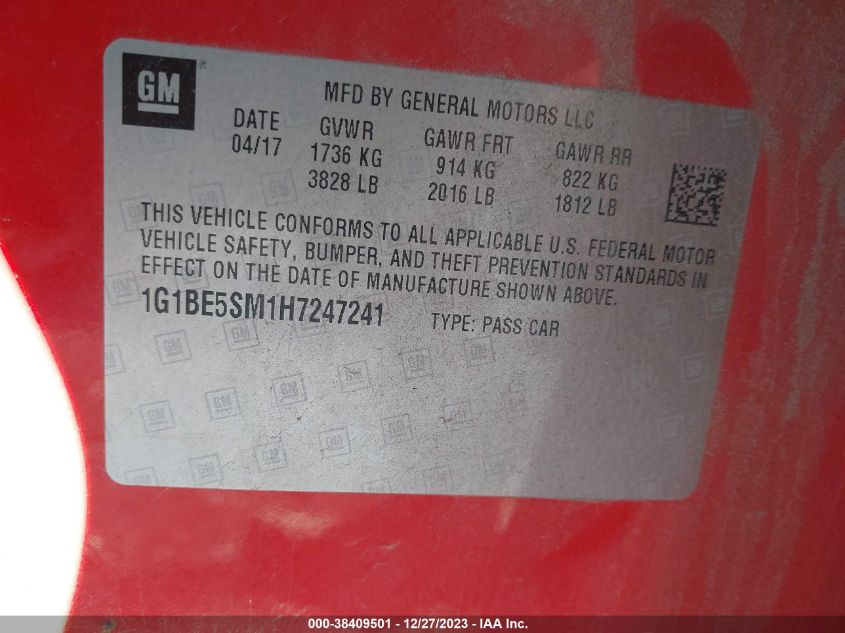 GM ®
MFD BY GENERAL MOTORS LLC
DATE GVWR GAWR FRT GAWR RR
04/17 1736 KG 914 KG 822 KG
3828 LB 2016 LB 1812 LB
THIS VEHICLE CONFORMS TO ALL APPLICABLE U.S. FEDERAL MOTOR
VEHICLE SAFETY, BUMPER, AND THEFT PREVENTION STANDARDS IN
EFFECT ON THE DATE OF MANUFACTURE SHOWN ABOVE.
1G1BE5SM1H7247241 TYPE: PASS CAR
000-38409501 - 12/27/2023 - IAA Inc.